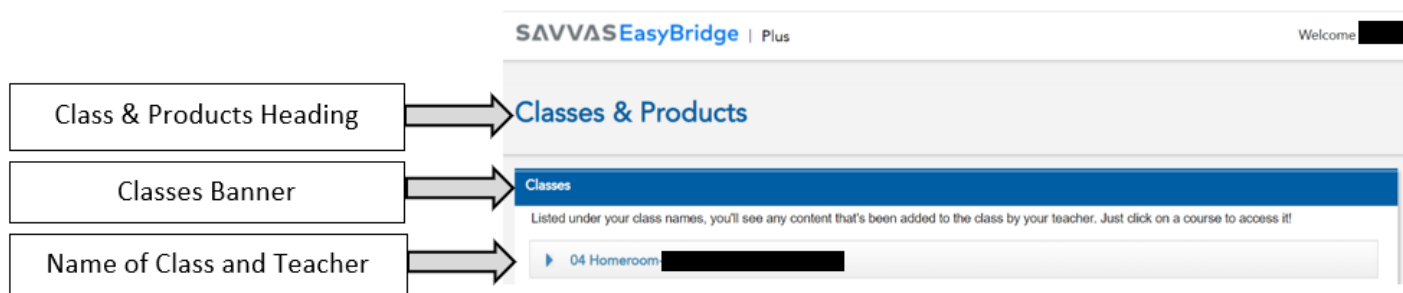 SAVVAS EasyBridge | Plus
Welcome
Class & Products Heading
Classes & Products
Classes Banner
Classes
Listed under your class names, you'll see any content that's been added to the class by your teacher. Just click on a course to access it!
Name of Class and Teacher
04 Homeroom-